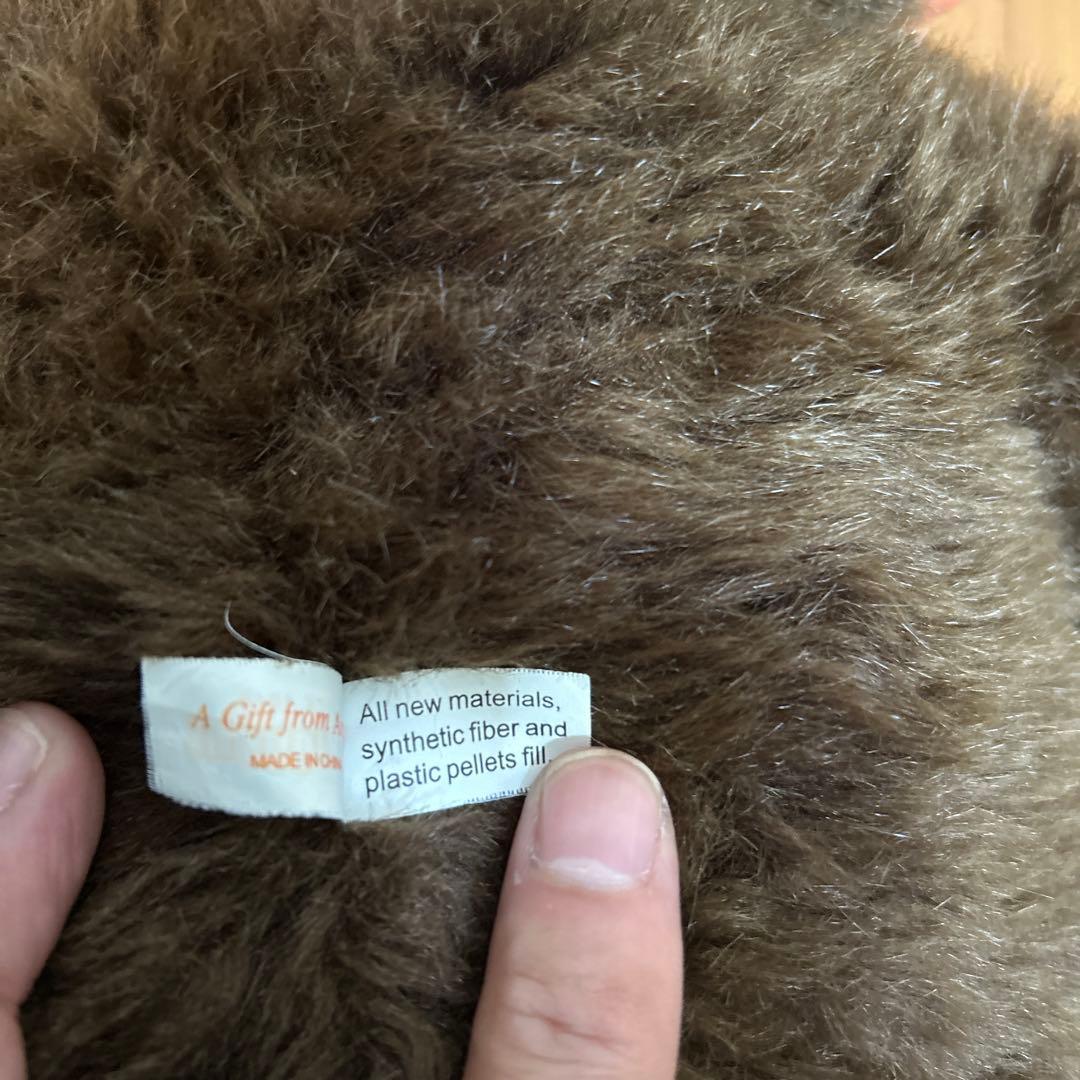 A Gift from
MADE IN
All new materials,
synthetic fiber and
plastic pellets fill.